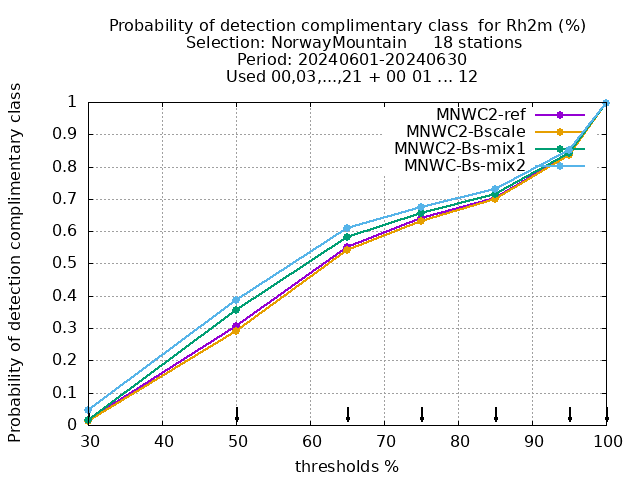 Probability of detection complimentary class  for Rh2m (%)
Selection: NorwayMountain     18 stations
Period: 20240601-20240630
Used 00,03,...,21 + 00 01 ... 12
Probability of detection complimentary class
1
0.9
0.8
0.7
0.6
0.5
0.4
0.3
0.2
0.1
0
MNWC2-ref
MNWC2-Bscale
MNWC2-Bs-mix1
MNWC-Bs-mix2
30 40 50 60 70 80 90 100
thresholds %